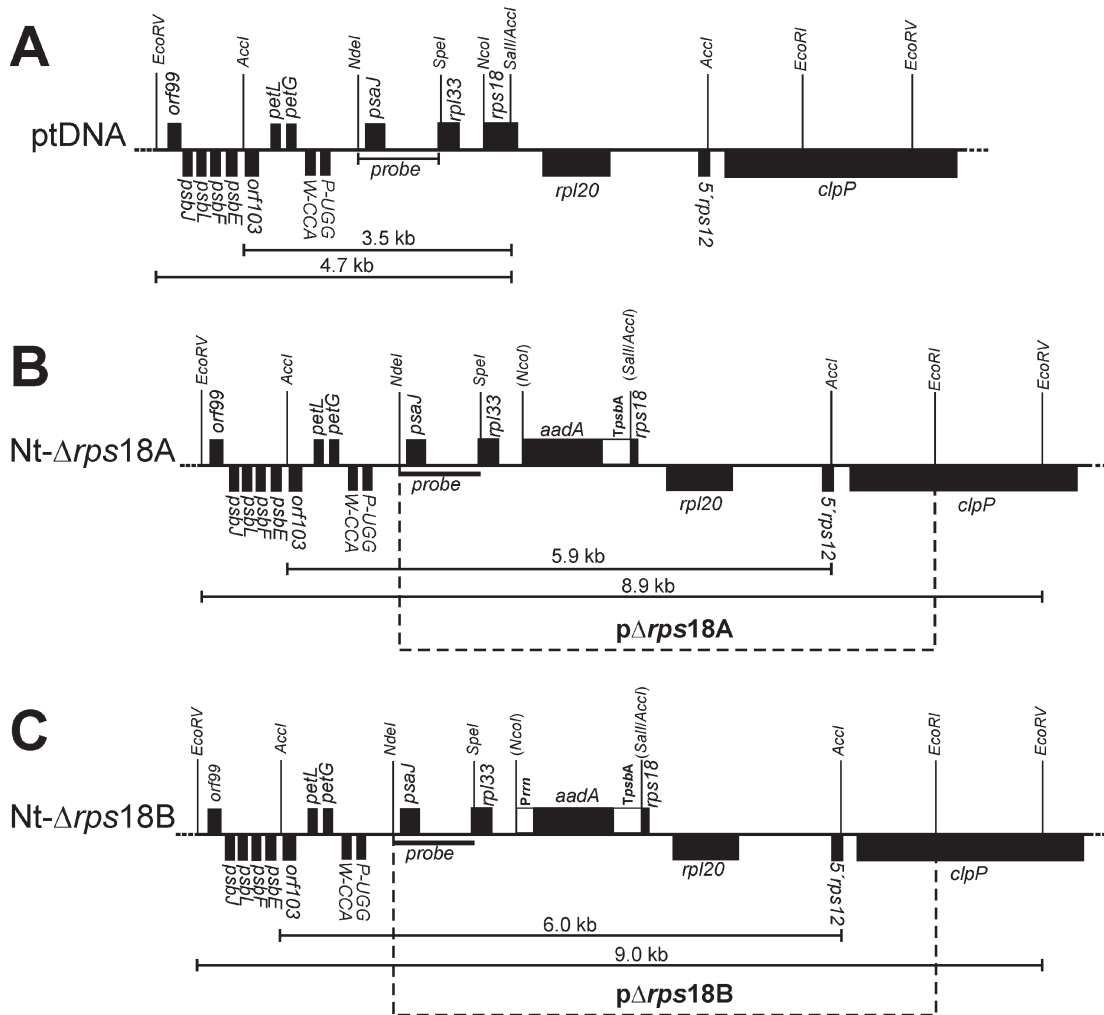 A
EcoRV AccI NdeI SpeI NcoI SalI/AccI AccI EcoRI EcoRV
orf99 petL petG psaJ rpl33 rps18
ptDNA
probe rpl20 clpP
psbJ psbL psbF psbE orf103 W-CCA P-UGG 5´rps12
3.5 kb
4.7 kb
B
EcoRV AccI NdeI SpeI (NcoI) (SalI/AccI) AccI EcoRI EcoRV
orf99 petL petG psaJ rpl33 aadA TpsbA rps18
Nt-Δrps18A
probe rpl20 clpP
psbJ psbL psbF psbE orf103 W-CCA P-UGG 5´rps12
5.9 kb
8.9 kb
pΔrps18A
C
EcoRV AccI NdeI SpeI (NcoI) (SalI/AccI) AccI EcoRI EcoRV
orf99 petL petG psaJ rpl33 Prrn aadA TpsbA rps18
Nt-Δrps18B
probe rpl20 clpP
psbJ psbL psbF psbE orf103 W-CCA P-UGG 5´rps12
6.0 kb
9.0 kb
pΔrps18B